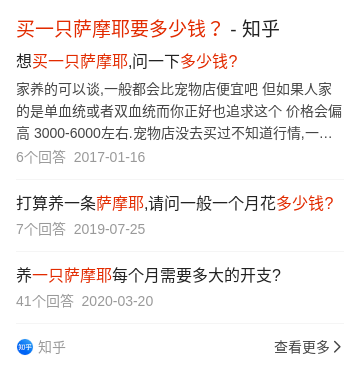 买一只萨摩耶要多少钱？ - 知乎
想买一只萨摩耶,问一下多少钱?
家养的可以谈,一般都会比宠物店便宜吧 但如果人家
的是单血统或者双血统而你正好也追求这个 价格会偏
高 3000-6000左右.宠物店没去买过不知道行情,一…
6个回答 2017-01-16
打算养一条萨摩耶,请问一般一个月花多少钱?
7个回答 2019-07-25
养一只萨摩耶每个月需要多大的开支?
41个回答 2020-03-20
知乎 知乎
查看更多